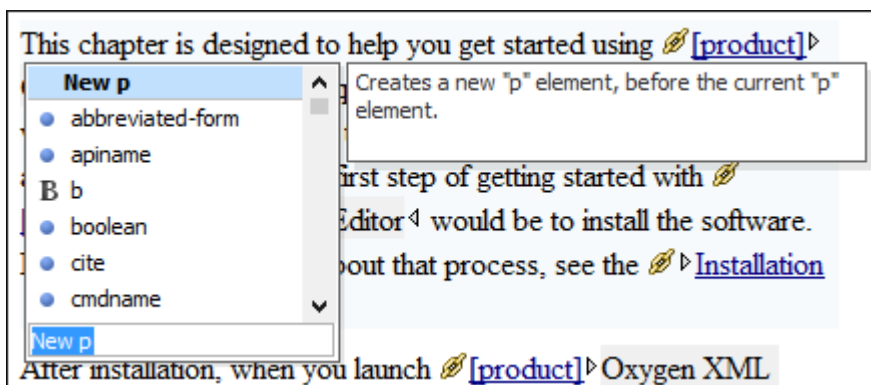 This chapter is designed to help you get started using [product]
New p
abbreviated-form
apiname
B b
boolean
cite
cmdname
New p
Creates a new "p" element, before the current "p"
element.
first step of getting started with
Editor would be to install the software.
about that process, see the Installation
After installation, when you launch [product] Oxygen XML